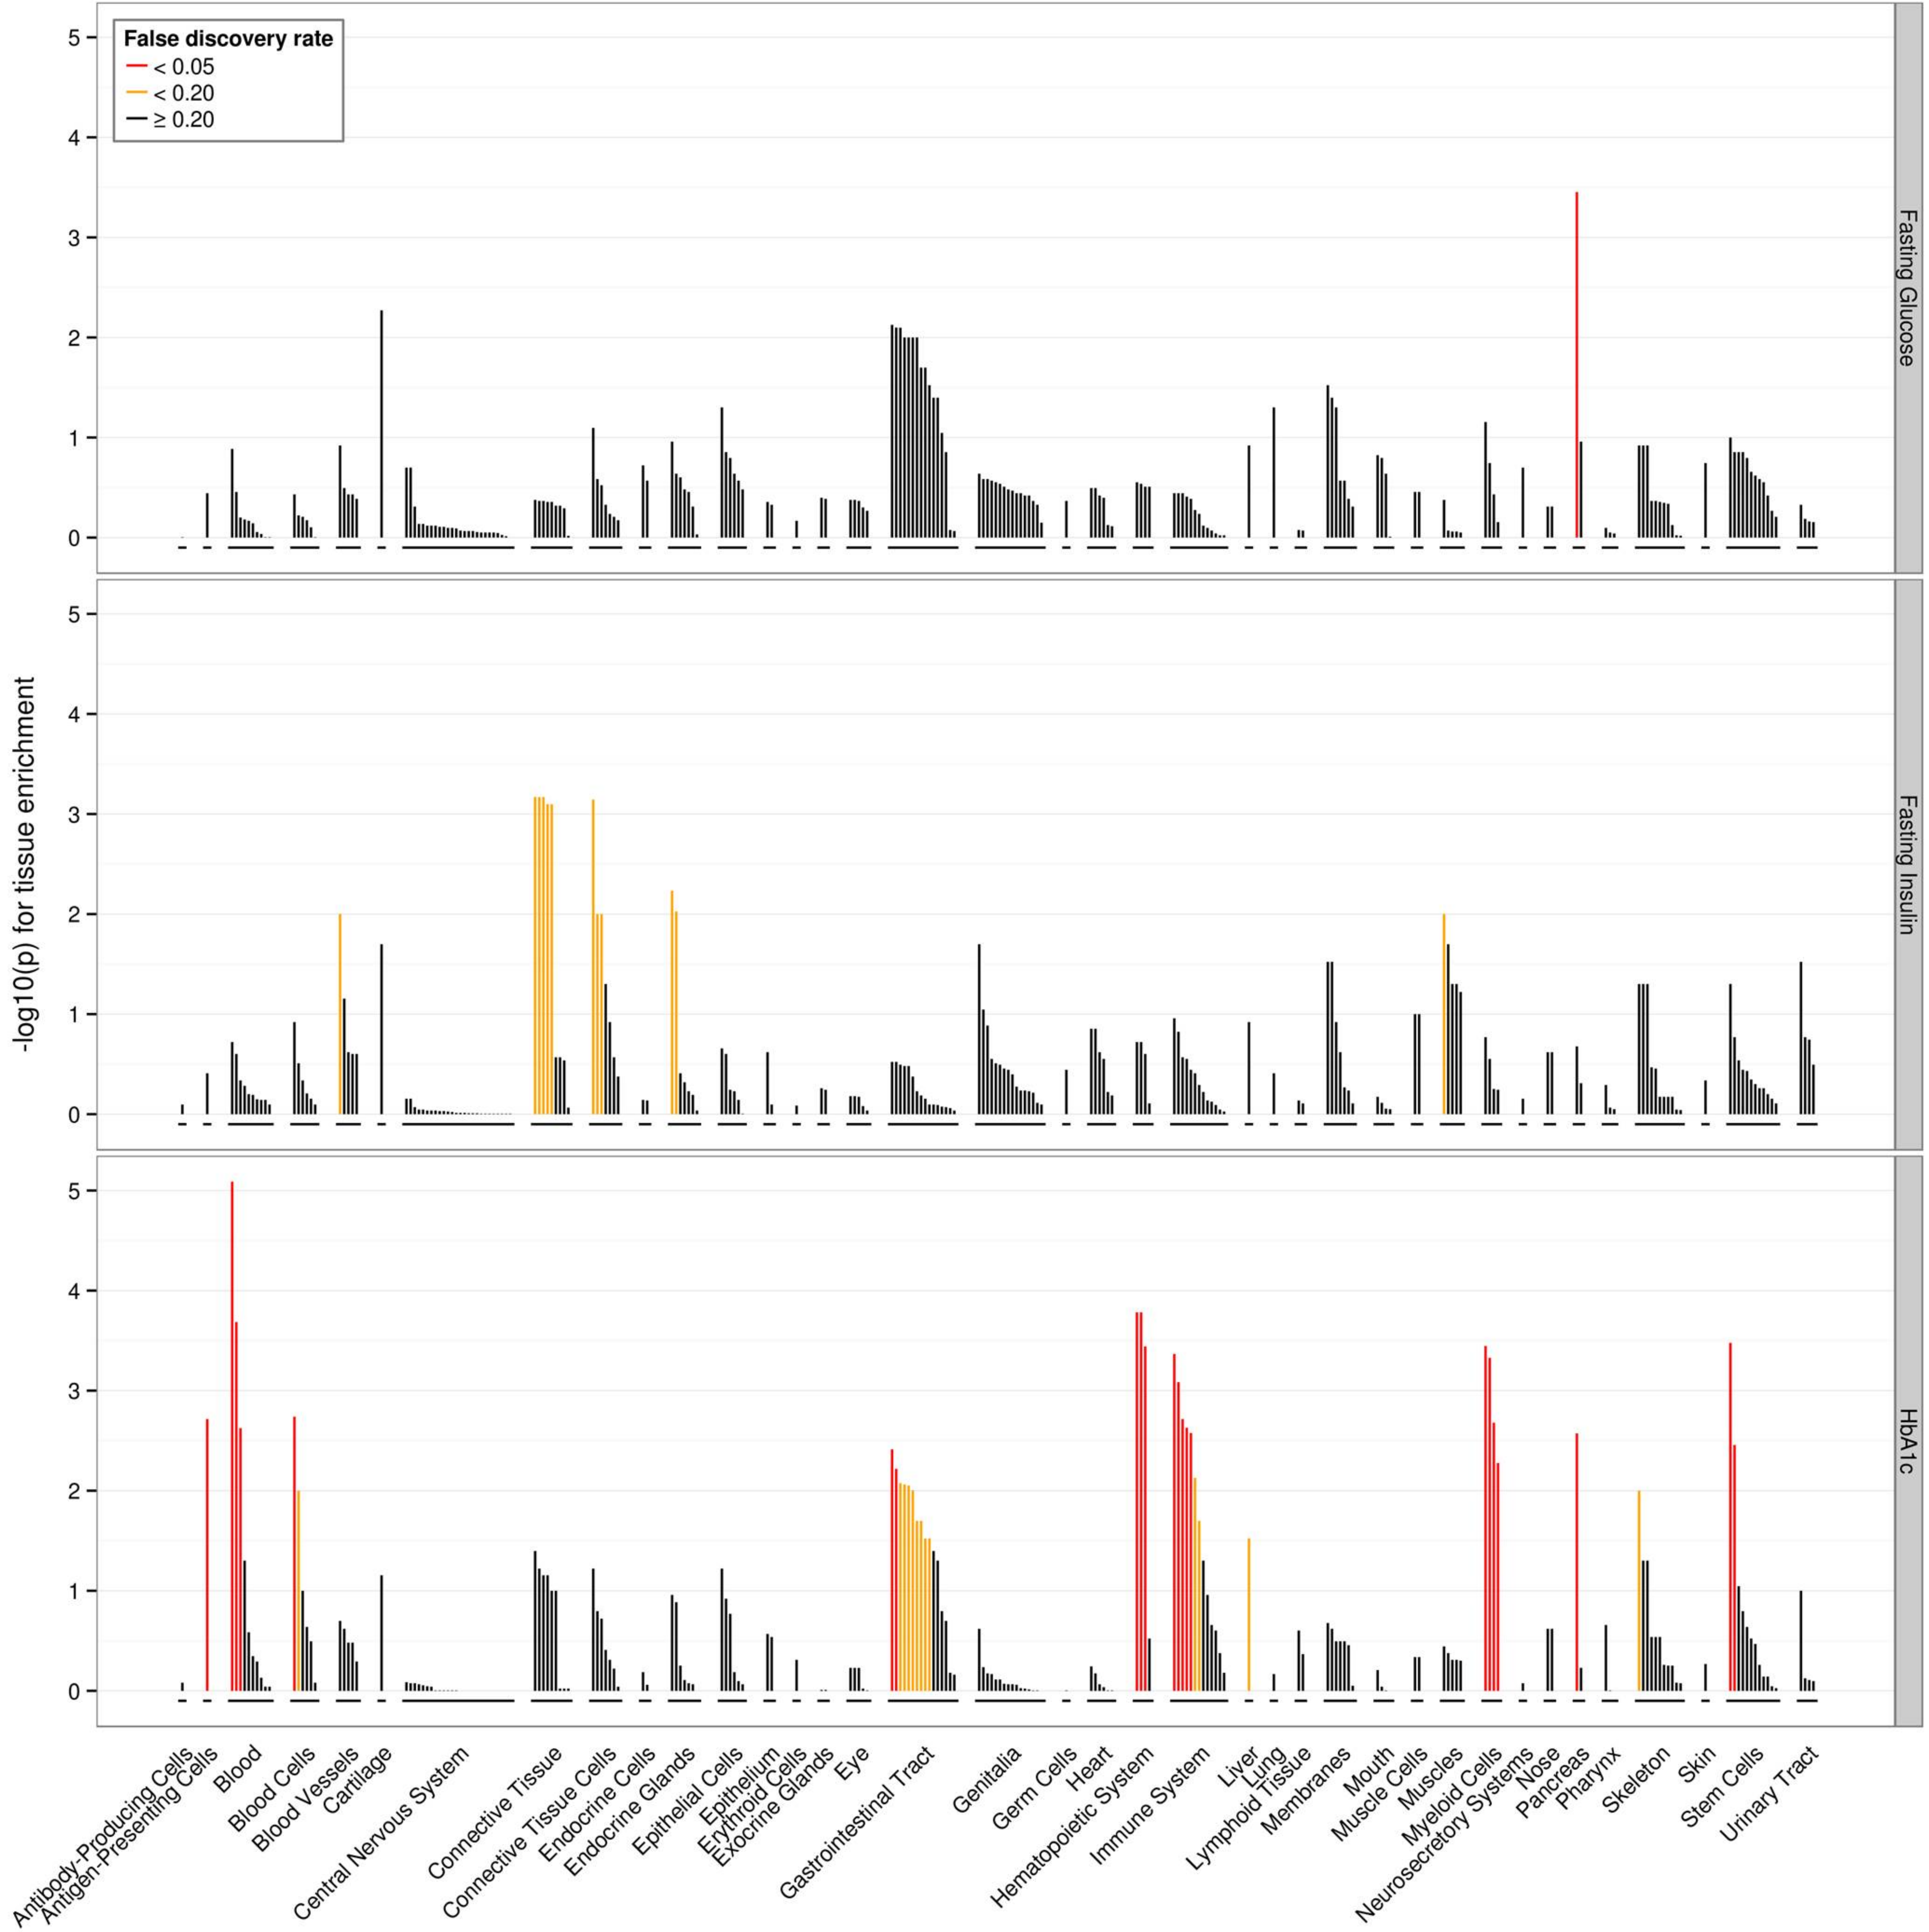 False discovery rate
< 0.05
< 0.20
≥ 0.20
5
4
3
2
1
0
Fasting Glucose
-log10(p) for tissue enrichment
5
4
3
2
1
0
Fasting Insulin
5
4
3
2
1
0
HbA1c
Antibody-Producing Cells
Antigen-Presenting Cells
Blood
Blood Cells
Blood Vessels
Cartilage
Central Nervous System
Connective Tissue
Connective Tissue Cells
Endocrine Cells
Endocrine Glands
Epithelial Cells
Epithelium
Erythroid Cells
Exocrine Glands
Eye
Gastrointestinal Tract
Genitalia
Germ Cells
Heart
Hematopoietic System
Immune System
Liver
Lung
Lymphoid Tissue
Membranes
Mouth
Muscle Cells
Muscles
Myeloid Cells
Neurosecretory Systems
Nose
Pancreas
Pharynx
Skeleton
Skin
Stem Cells
Urinary Tract